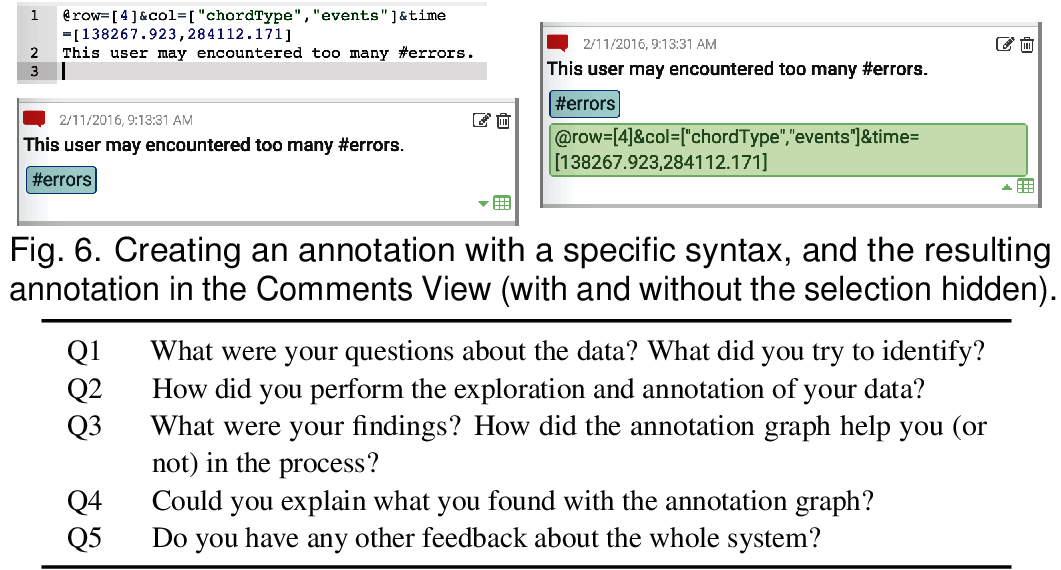 1 @row=[4]&col=["chordType","events"]&time
=[138267.923,284112.171]
2 This user may encountered too many #errors.
3
2/11/2016, 9:13:31 AM
This user may encountered too many #errors.
#errors
2/11/2016, 9:13:31 AM
This user may encountered too many #errors.
#errors
@row=[4]&col=["chordType","events"]&time=
[138267.923,284112.171]
Fig. 6. Creating an annotation with a specific syntax, and the resulting
annotation in the Comments View (with and without the selection hidden).
Q1 What were your questions about the data? What did you try to identify?
Q2 How did you perform the exploration and annotation of your data?
Q3 What were your findings? How did the annotation graph help you (or
not) in the process?
Q4 Could you explain what you found with the annotation graph?
Q5 Do you have any other feedback about the whole system?